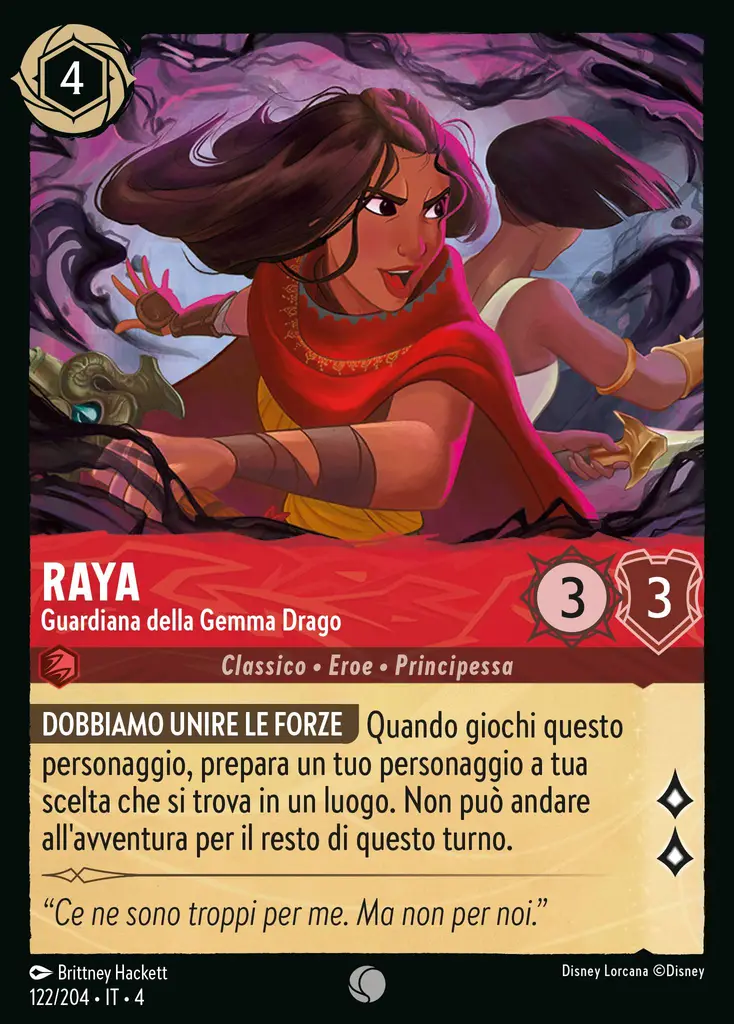 4
RAYA
Guardiana della Gemma Drago
3
3
Classico • Eroe • Principessa
DOBBIAMO UNIRE LE FORZE Quando giochi questo
personaggio, prepara un tuo personaggio a tua
scelta che si trova in un luogo. Non può andare
all'avventura per il resto di questo turno.
“Ce ne sono troppi per me. Ma non per noi.”
Brittney Hackett
Disney Lorcana ©Disney
122/204 • IT • 4